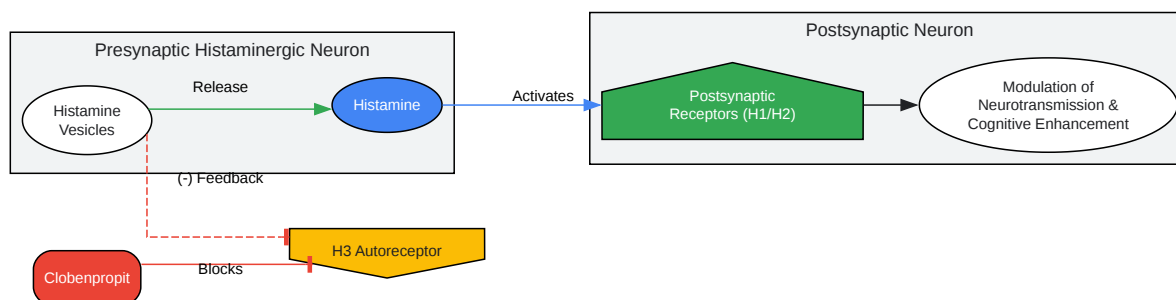 Presynaptic Histaminergic Neuron
Postsynaptic Neuron
Release
Histamine
Vesicles
Histamine
Activates
Postsynaptic
Receptors (H1/H2)
Modulation of
Neurotransmission &
Cognitive Enhancement
(-) Feedback
H3 Autoreceptor
Clobenpropit
Blocks